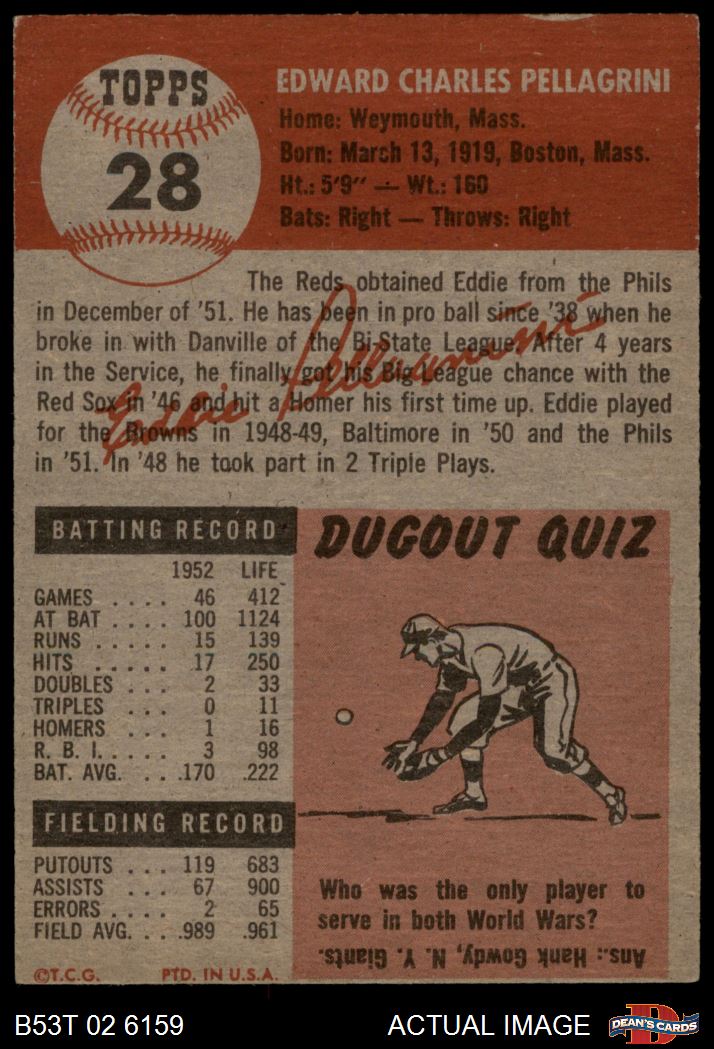 TOPPS
28
EDWARD CHARLES PELLAGRINI
Home: Weymouth, Mass.
Born: March 13, 1919, Boston, Mass.
Ht.: 5'9" — Wt.: 160
Bats: Right — Throws: Right
The Reds obtained Eddie from the Phils
in December of '51. He has been in pro ball since '38 when he
broke in with Danville of the Bi-State League. After 4 years
in the Service, he finally got his Big League chance with the
Red Sox in '46 and hit a Homer his first time up. Eddie played
for the Browns in 1948-49, Baltimore in '50 and the Phils
in '51. In '48 he took part in 2 Triple Plays.
Eddie Pellagrini
BATTING RECORD
1952 LIFE
GAMES .... 46 412
AT BAT .... 100 1124
RUNS ..... 15 139
HITS ..... 17 250
DOUBLES ... 2 33
TRIPLES ... 0 11
HOMERS ... 1 16
R. B. I. .... 3 98
BAT. AVG. ... .170 .222
FIELDING RECORD
PUTOUTS ... 119 683
ASSISTS .... 67 900
ERRORS .... 2 65
FIELD AVG. ... .989 .961
©T.C.G. PTD. IN U.S.A.
DUGOUT QUIZ
Who was the only player to
serve in both World Wars?
Ans.: Hank Gowdy, N. Y. Giants.
B53T 02 6159
ACTUAL IMAGE
DEAN'S CARDS